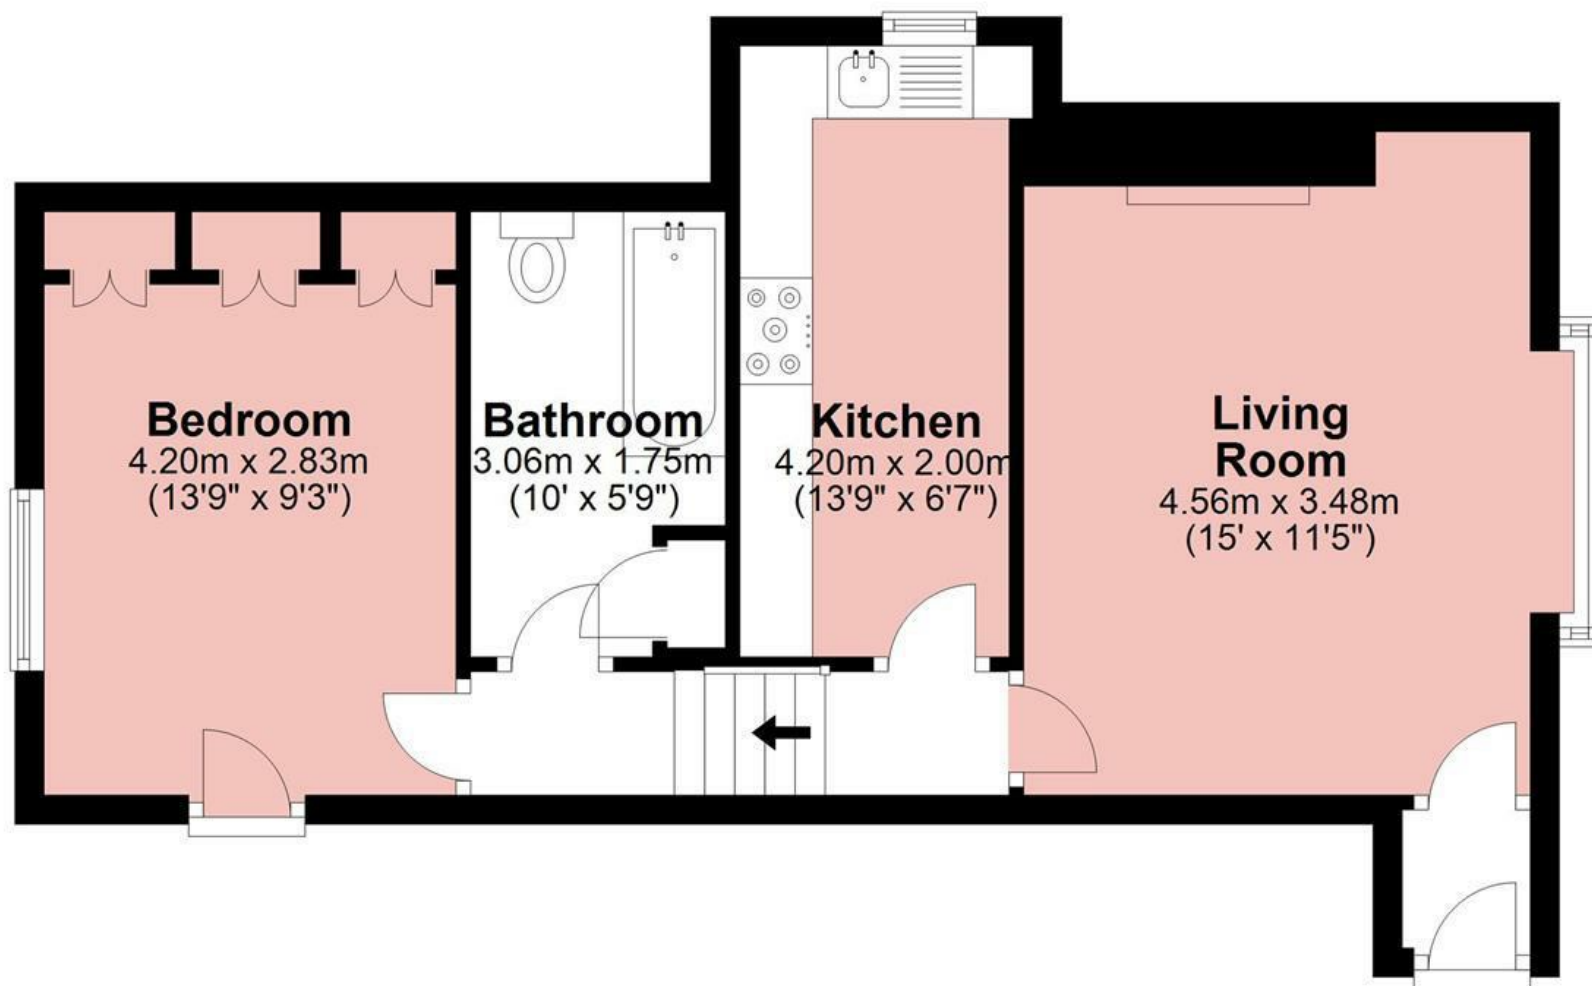 Bedroom
4.20m x 2.83m
(13'9" x 9'3")
Bathroom
3.06m x 1.75m
(10' x 5'9")
Kitchen
4.20m x 2.00m
(13'9" x 6'7")
Living
Room
4.56m x 3.48m
(15' x 11'5")